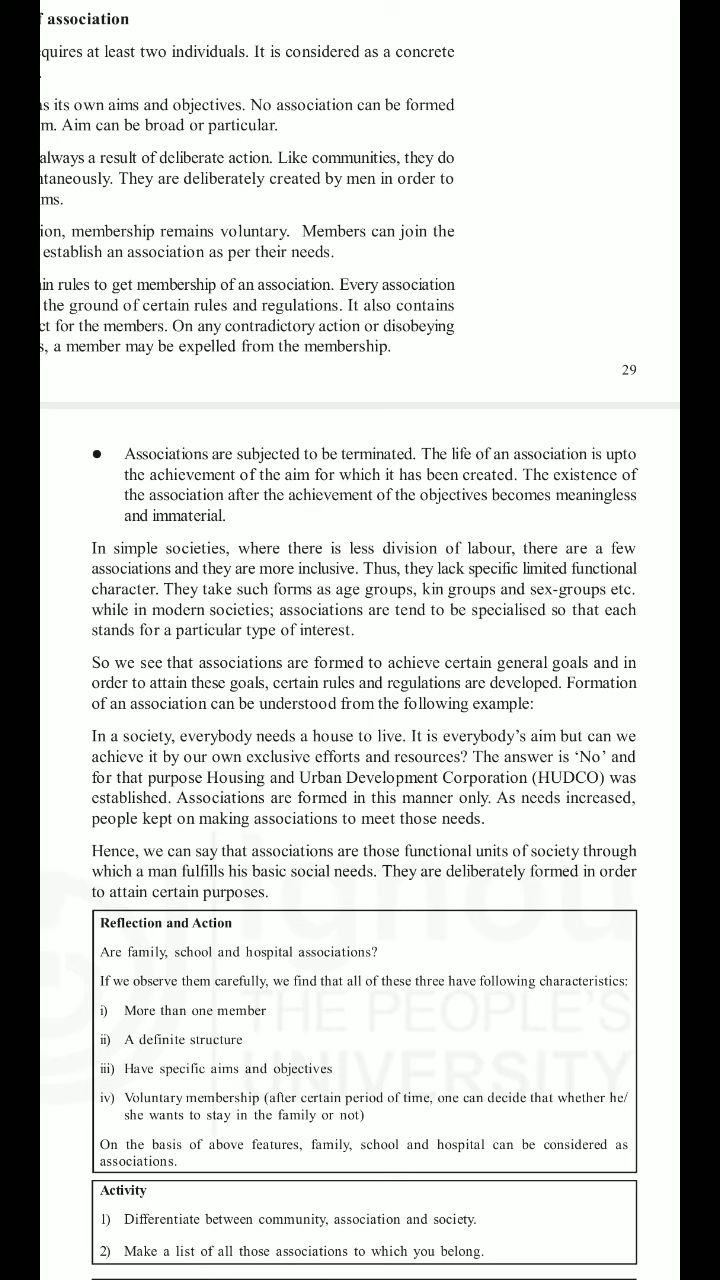 association
quires at least two individuals. It is considered as a concrete
s its own aims and objectives. No association can be formed
m. Aim can be broad or particular.
always a result of deliberate action. Like communities, they do
ntaneously. They are deliberately created by men in order to
ms.
ion, membership remains voluntary. Members can join the
establish an association as per their needs.
in rules to get membership of an association. Every association
the ground of certain rules and regulations. It also contains
ct for the members. On any contradictory action or disobeying
s, a member may be expelled from the membership.
29
● Associations are subjected to be terminated. The life of an association is upto
the achievement of the aim for which it has been created. The existence of
the association after the achievement of the objectives becomes meaningless
and immaterial.
In simple societies, where there is less division of labour, there are a few
associations and they are more inclusive. Thus, they lack specific limited functional
character. They take such forms as age groups, kin groups and sex-groups etc.
while in modern societies; associations are tend to be specialised so that each
stands for a particular type of interest.
So we see that associations are formed to achieve certain general goals and in
order to attain these goals, certain rules and regulations are developed. Formation
of an association can be understood from the following example:
In a society, everybody needs a house to live. It is everybody's aim but can we
achieve it by our own exclusive efforts and resources? The answer is ‘No’ and
for that purpose Housing and Urban Development Corporation (HUDCO) was
established. Associations are formed in this manner only. As needs increased,
people kept on making associations to meet those needs.
Hence, we can say that associations are those functional units of society through
which a man fulfills his basic social needs. They are deliberately formed in order
to attain certain purposes.
Reflection and Action
Are family, school and hospital associations?
If we observe them carefully, we find that all of these three have following characteristics:
i) More than one member
ii) A definite structure
iii) Have specific aims and objectives
iv) Voluntary membership (after certain period of time, one can decide that whether he/
she wants to stay in the family or not)
On the basis of above features, family, school and hospital can be considered as
associations.
Activity
1) Differentiate between community, association and society.
2) Make a list of all those associations to which you belong.
ignou
THE PEOPLE'S
UNIVERSITY